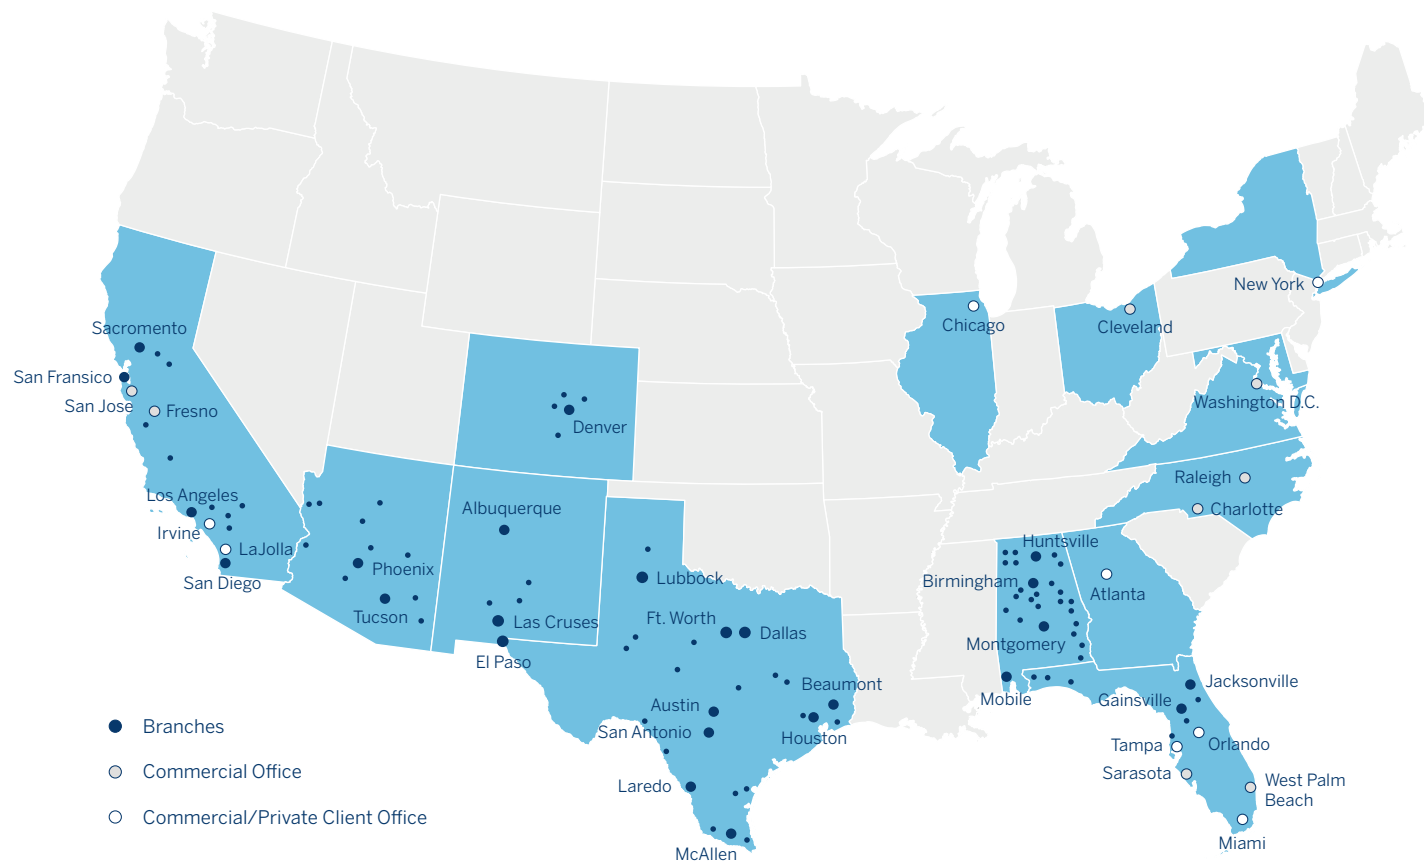 New York
Chicago
Cleveland
Sacromento
San Fransico
San Jose
Fresno
Washington D.C.
Denver
Raleigh
Los Angeles
Albuquerque
Charlotte
Irvine
LaJolla
Huntsville
San Diego
Phoenix
Lubbock
Birmingham
Atlanta
Tucson
Las Cruses
Ft. Worth
Dallas
Montgomery
El Paso
Beaumont
Jacksonville
Mobile
Gainsville
Austin
San Antonio
Houston
Tampa
Orlando
Sarasota
Laredo
West Palm
Beach
Miami
McAllen
Branches
Commercial Office
Commercial/Private Client Office